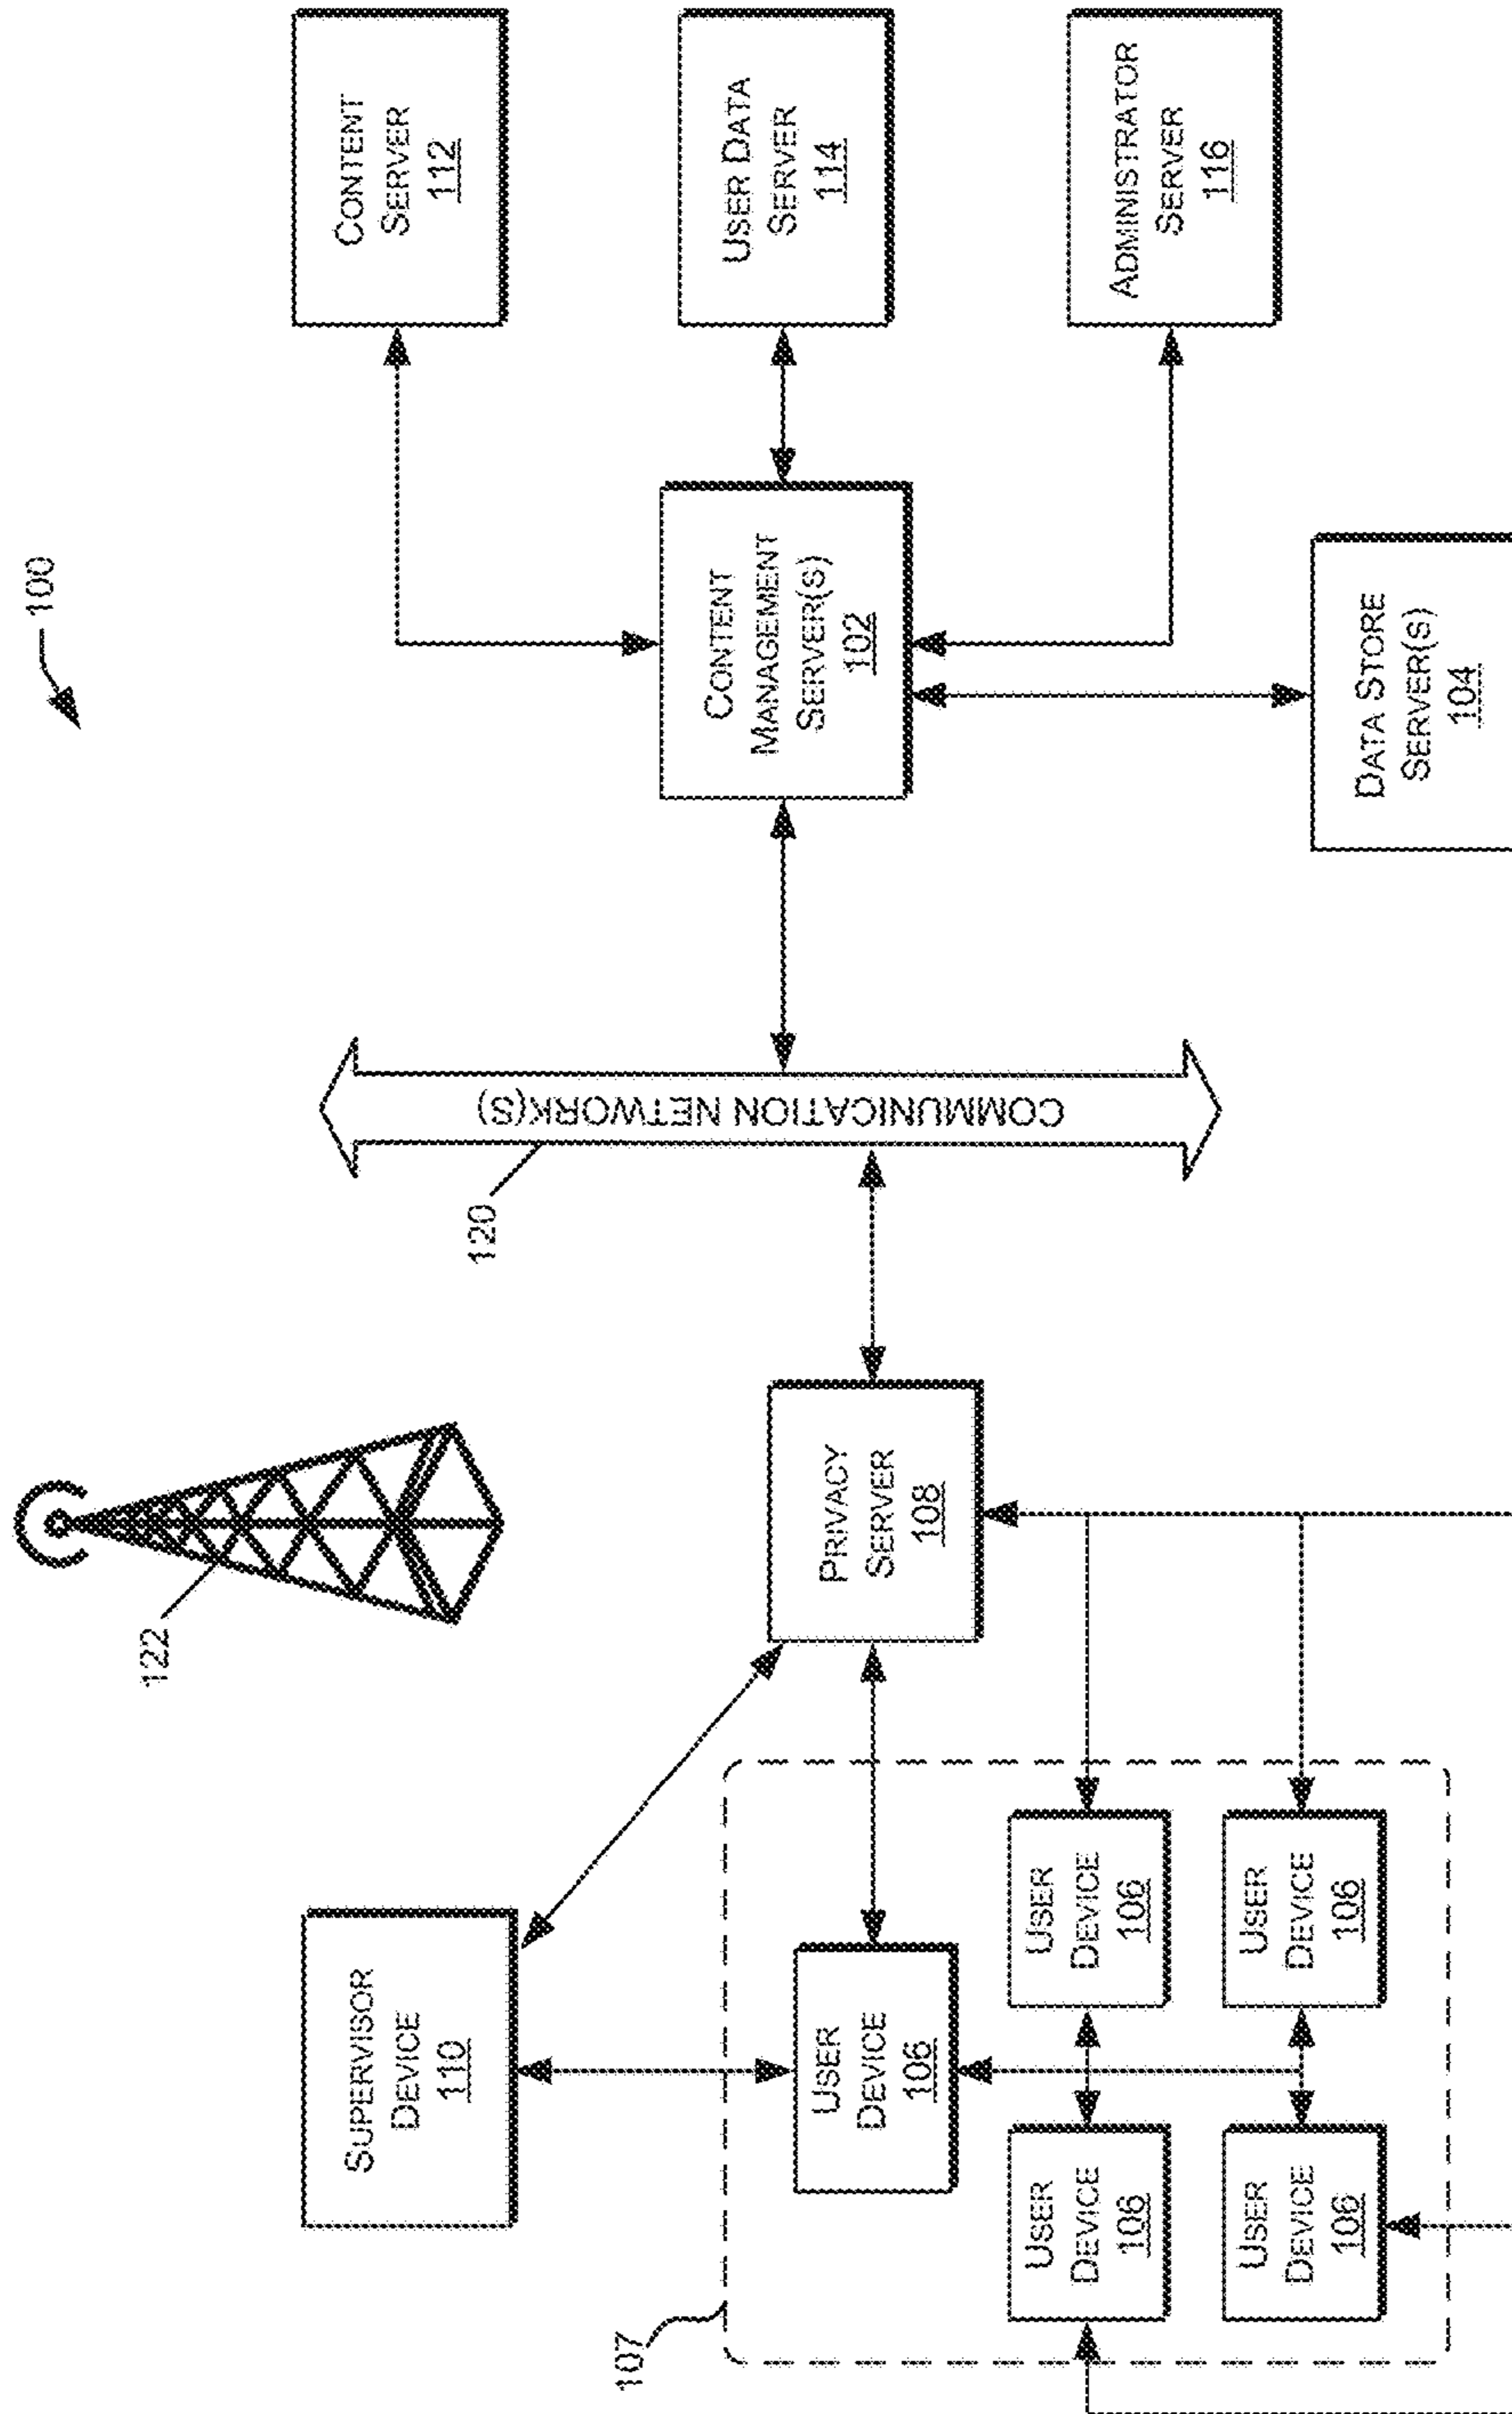 100
CONTENT
SERVER
112
USER DATA
SERVER
114
ADMINISTRATOR
SERVER
116
CONTENT
MANAGEMENT
SERVER(S)
102
DATA STORE
SERVER(S)
104
COMMUNICATION NETWORK(S)
120
122
PRIVACY
SERVER
108
SUPERVISOR
DEVICE
110
107
USER
DEVICE
106
USER
DEVICE
106
USER
DEVICE
106
USER
DEVICE
106
USER
DEVICE
106